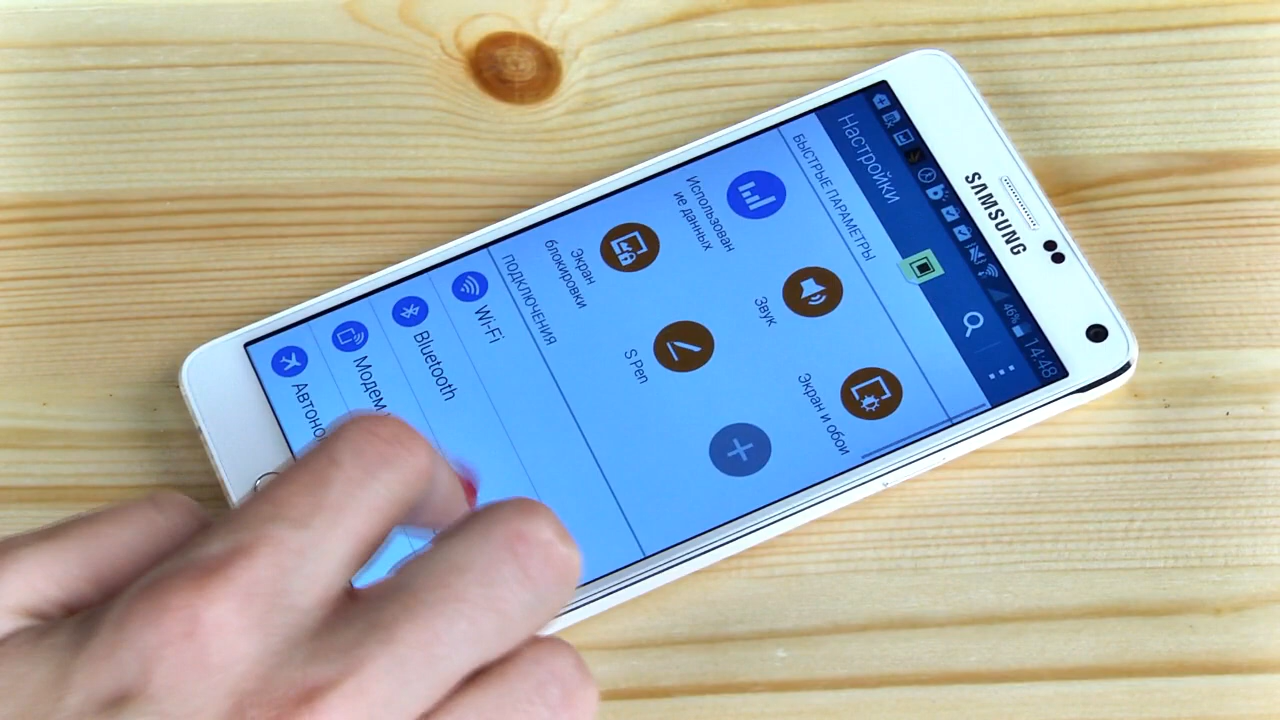 SAMSUNG
46% 14:48
Настройки
БЫСТРЫЕ ПАРАМЕТРЫ
Использован
ие данных
Звук
Экран и обои
Экран
блокировки
S Pen
ПОДКЛЮЧЕНИЯ
Wi-Fi
Bluetooth
Модем